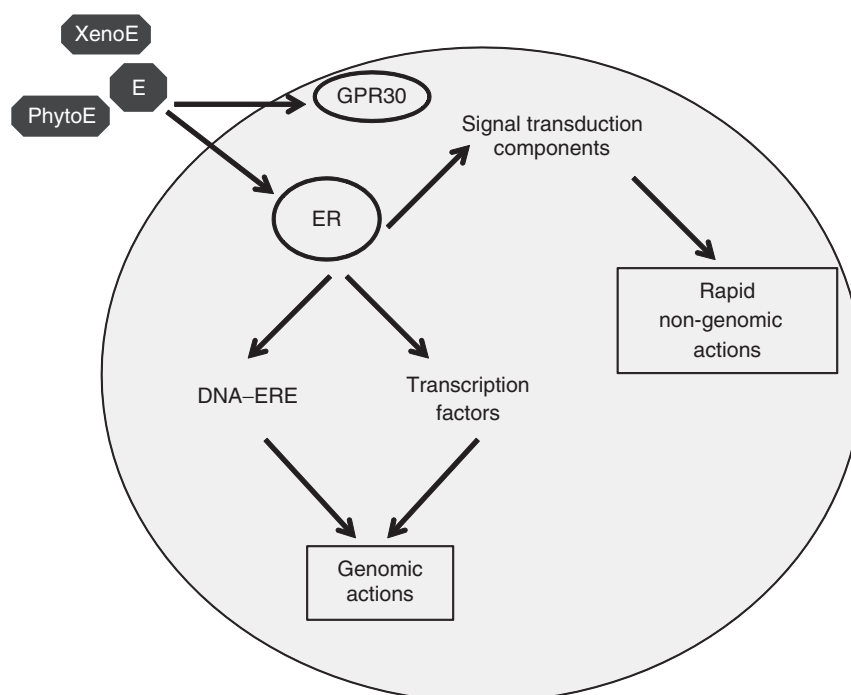 XenoE
E
PhytoE
GPR30
Signal transduction
components
ER
Rapid
non-genomic
actions
DNA–ERE
Transcription
factors
Genomic
actions